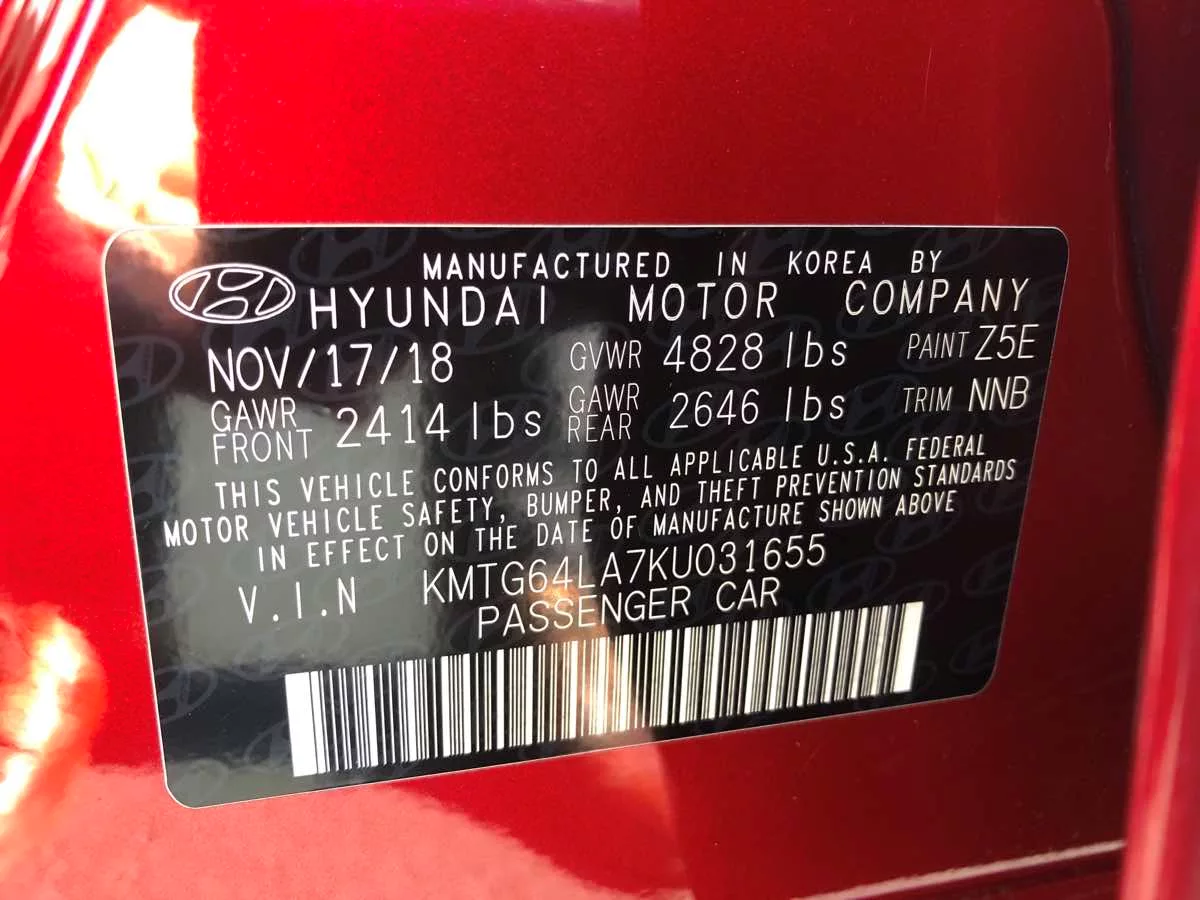 MANUFACTURED IN KOREA BY
HYUNDAI MOTOR COMPANY
NOV/17/18 GVWR 4828 lbs PAINT Z5E
GAWR FRONT 2414 lbs GAWR REAR 2646 lbs TRIM NNB
THIS VEHICLE CONFORMS TO ALL APPLICABLE U.S.A. FEDERAL
MOTOR VEHICLE SAFETY, BUMPER, AND THEFT PREVENTION STANDARDS
IN EFFECT ON THE DATE OF MANUFACTURE SHOWN ABOVE
V.I.N KMTG64LA7KU031655
PASSENGER CAR